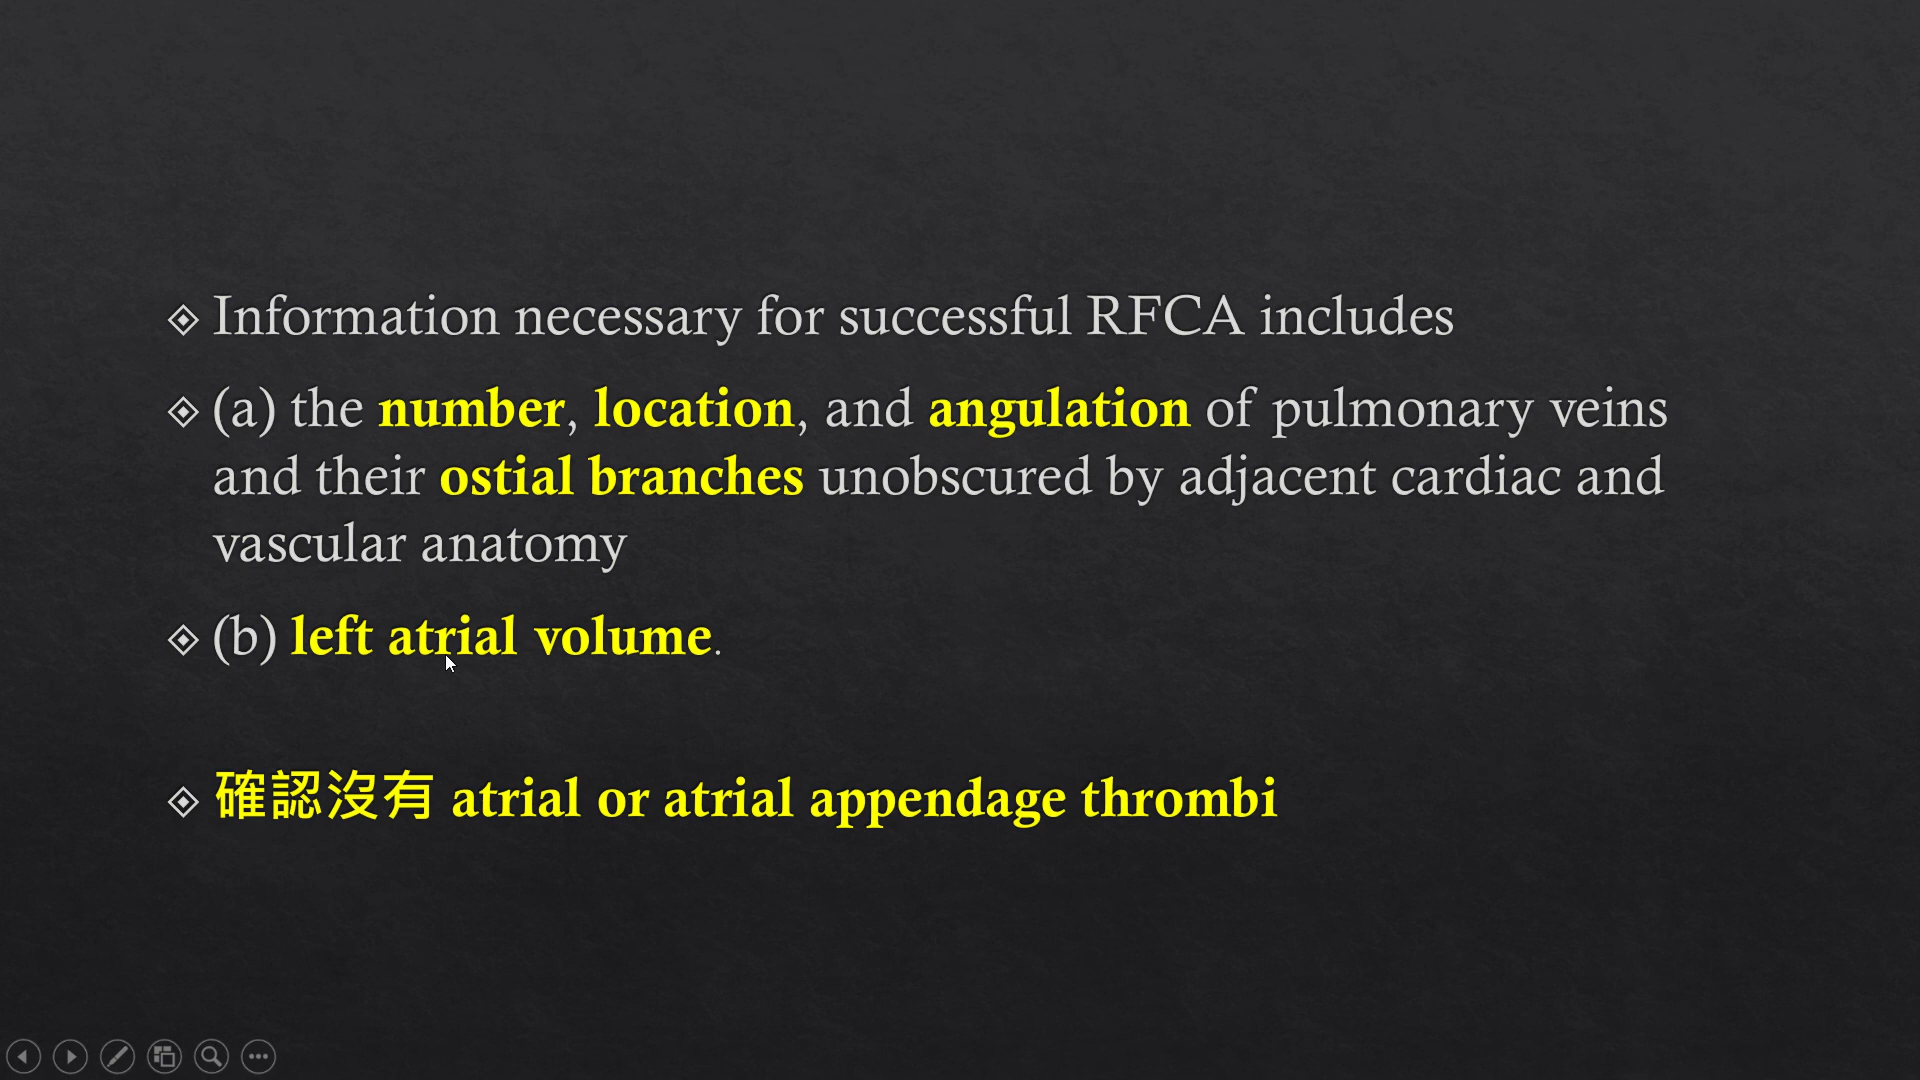 Information necessary for successful RFCA includes
(a) the number, location, and angulation of pulmonary veins
and their ostial branches unobscured by adjacent cardiac and
vascular anatomy
(b) left atrial volume.
確認沒有 atrial or atrial appendage thrombi